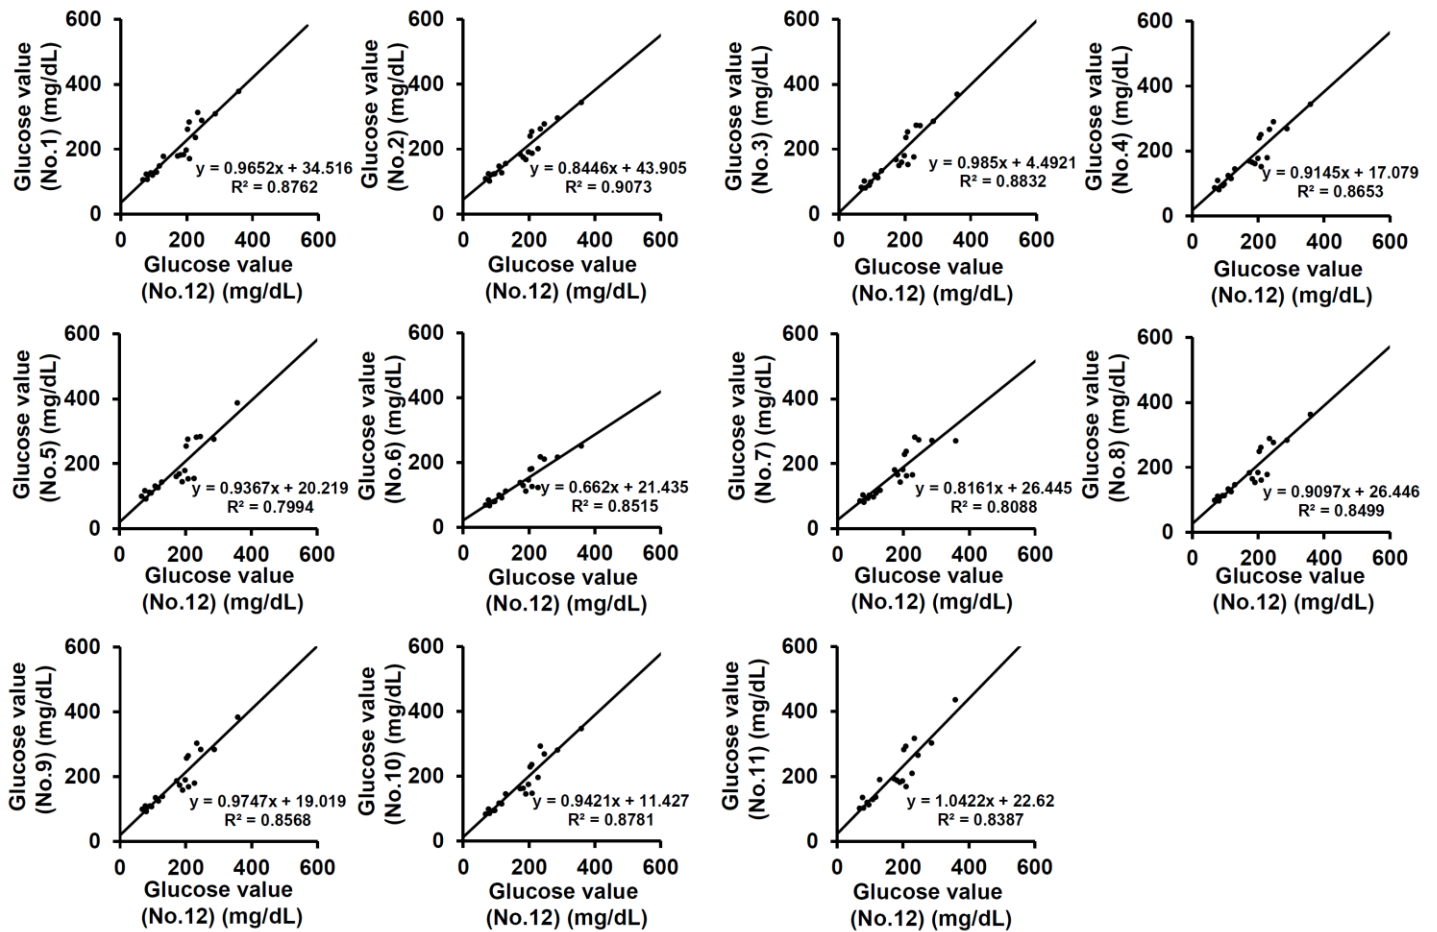 600
400
200
0
0 200 400 600
Glucose value
(No.1) (mg/dL)
y = 0.9652x + 34.516
R² = 0.8762
Glucose value
(No.12) (mg/dL)
600
400
200
0
0 200 400 600
Glucose value
(No.2) (mg/dL)
y = 0.8446x + 43.905
R² = 0.9073
Glucose value
(No.12) (mg/dL)
600
400
200
0
0 200 400 600
Glucose value
(No.3) (mg/dL)
y = 0.985x + 4.4921
R² = 0.8832
Glucose value
(No.12) (mg/dL)
600
400
200
0
0 200 400 600
Glucose value
(No.4) (mg/dL)
y = 0.9145x + 17.079
R² = 0.8653
Glucose value
(No.12) (mg/dL)
600
400
200
0
0 200 400 600
Glucose value
(No.5) (mg/dL)
y = 0.9367x + 20.219
R² = 0.7994
Glucose value
(No.12) (mg/dL)
600
400
200
0
0 200 400 600
Glucose value
(No.6) (mg/dL)
y = 0.662x + 21.435
R² = 0.8515
Glucose value
(No.12) (mg/dL)
600
400
200
0
0 200 400 600
Glucose value
(No.7) (mg/dL)
y = 0.8161x + 26.445
R² = 0.8088
Glucose value
(No.12) (mg/dL)
600
400
200
0
0 200 400 600
Glucose value
(No.8) (mg/dL)
y = 0.9097x + 26.446
R² = 0.8499
Glucose value
(No.12) (mg/dL)
600
400
200
0
0 200 400 600
Glucose value
(No.9) (mg/dL)
y = 0.9747x + 19.019
R² = 0.8568
Glucose value
(No.12) (mg/dL)
600
400
200
0
0 200 400 600
Glucose value
(No.10) (mg/dL)
y = 0.9421x + 11.427
R² = 0.8781
Glucose value
(No.12) (mg/dL)
600
400
200
0
0 200 400 600
Glucose value
(No.11) (mg/dL)
y = 1.0422x + 22.62
R² = 0.8387
Glucose value
(No.12) (mg/dL)